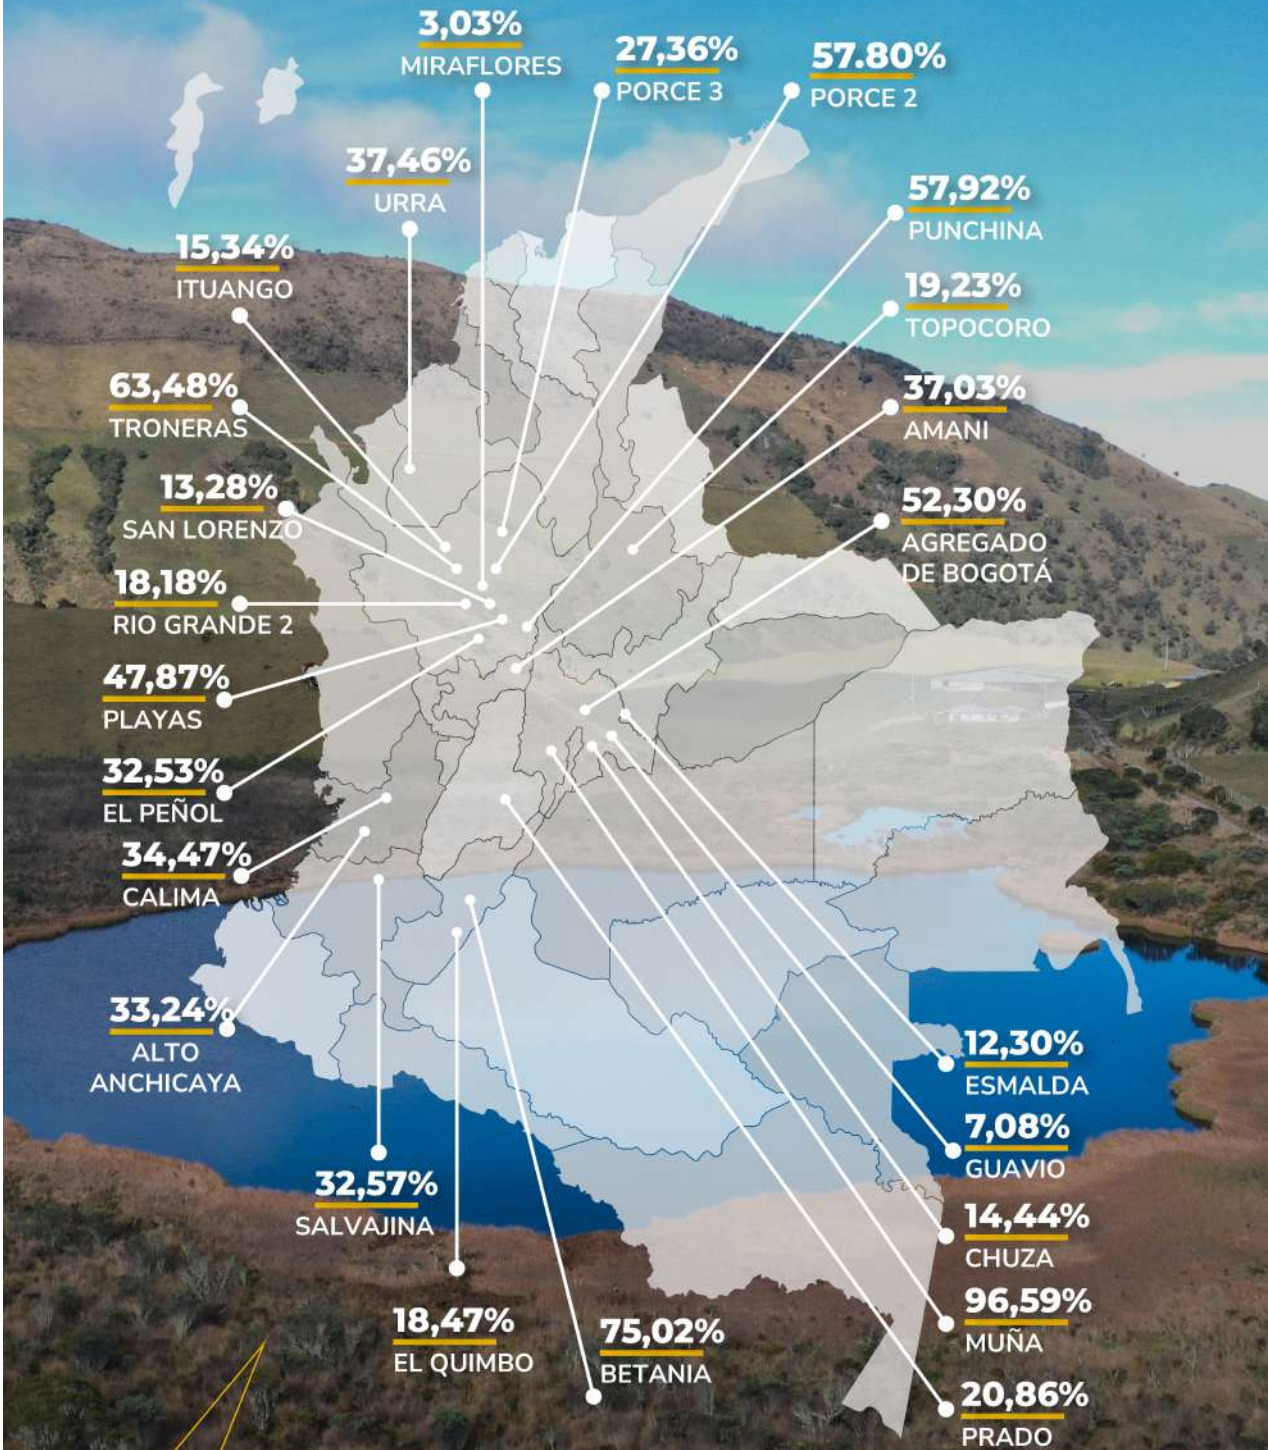 3,03%
MIRAFLORES
27,36%
PORCE 3
57.80%
PORCE 2
37,46%
URRA
57,92%
PUNCHINA
15,34%
ITUANGO
19,23%
TOPOCORO
63,48%
TRONERAS
37,03%
AMANI
13,28%
SAN LORENZO
52,30%
AGREGADO
DE BOGOTÁ
18,18%
RIO GRANDE 2
47,87%
PLAYAS
32,53%
EL PEÑOL
34,47%
CALIMA
33,24%
ALTO
ANCHICAYA
12,30%
ESMALDA
7,08%
GUAVIO
32,57%
SALVAJINA
14,44%
CHUZA
96,59%
MUÑA
18,47%
EL QUIMBO
75,02%
BETANIA
20,86%
PRADO